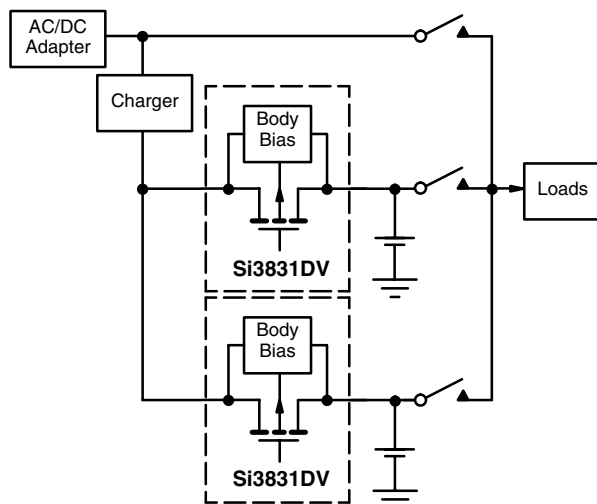 AC/DC
Adapter
Charger
Body
Bias
Loads
Si3831DV
Body
Bias
Si3831DV